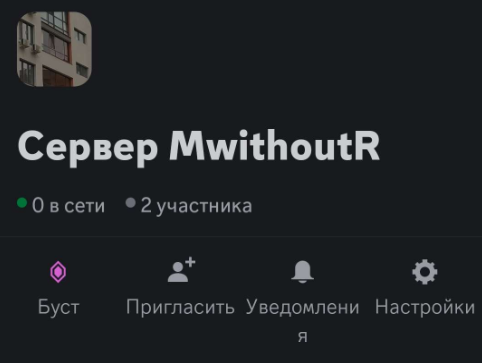 Сервер MwithoutR
0 в сети 2 участника
Буст Пригласить Уведомлени
я Настройки